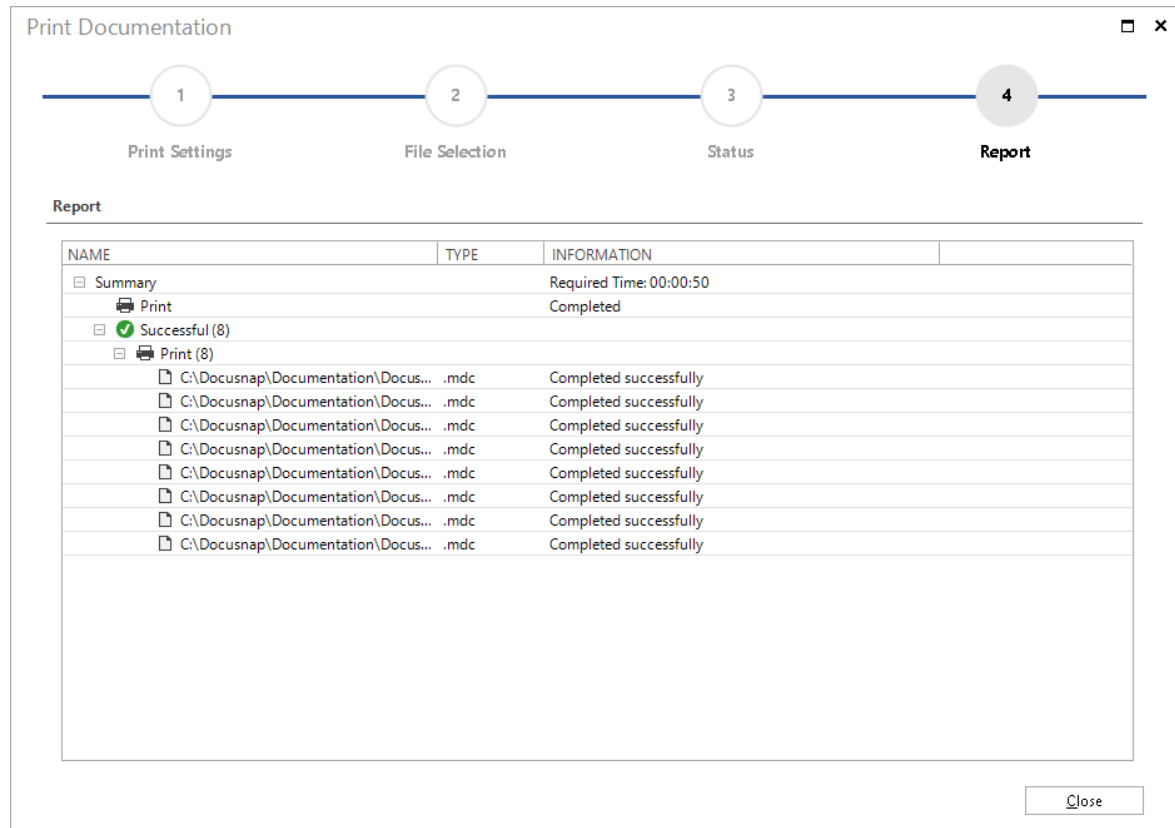 Print Documentation
1 2 3 4
Print Settings File Selection Status Report
Report
NAME TYPE INFORMATION
Summary Required Time: 00:00:50
Print Completed
Successful (8)
Print (8)
C:\Docusnap\Documentation\Docus... .mdc Completed successfully
C:\Docusnap\Documentation\Docus... .mdc Completed successfully
C:\Docusnap\Documentation\Docus... .mdc Completed successfully
C:\Docusnap\Documentation\Docus... .mdc Completed successfully
C:\Docusnap\Documentation\Docus... .mdc Completed successfully
C:\Docusnap\Documentation\Docus... .mdc Completed successfully
C:\Docusnap\Documentation\Docus... .mdc Completed successfully
C:\Docusnap\Documentation\Docus... .mdc Completed successfully
Close